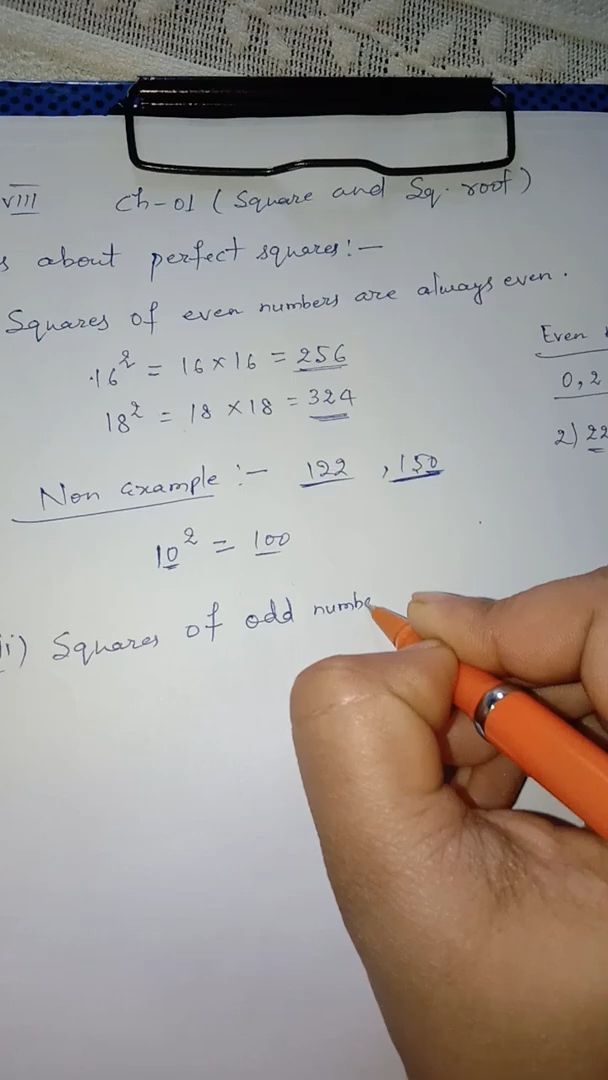 VIII Ch-01 (Square and Sq. root)
s about perfect squares:-
Squares of even numbers are always even.
16² = 16×16 = 256
18² = 18×18 = 324
Even
0, 2
2) 22
Non example :- 122, 150
10² = 100
ii) Squares of odd numbe